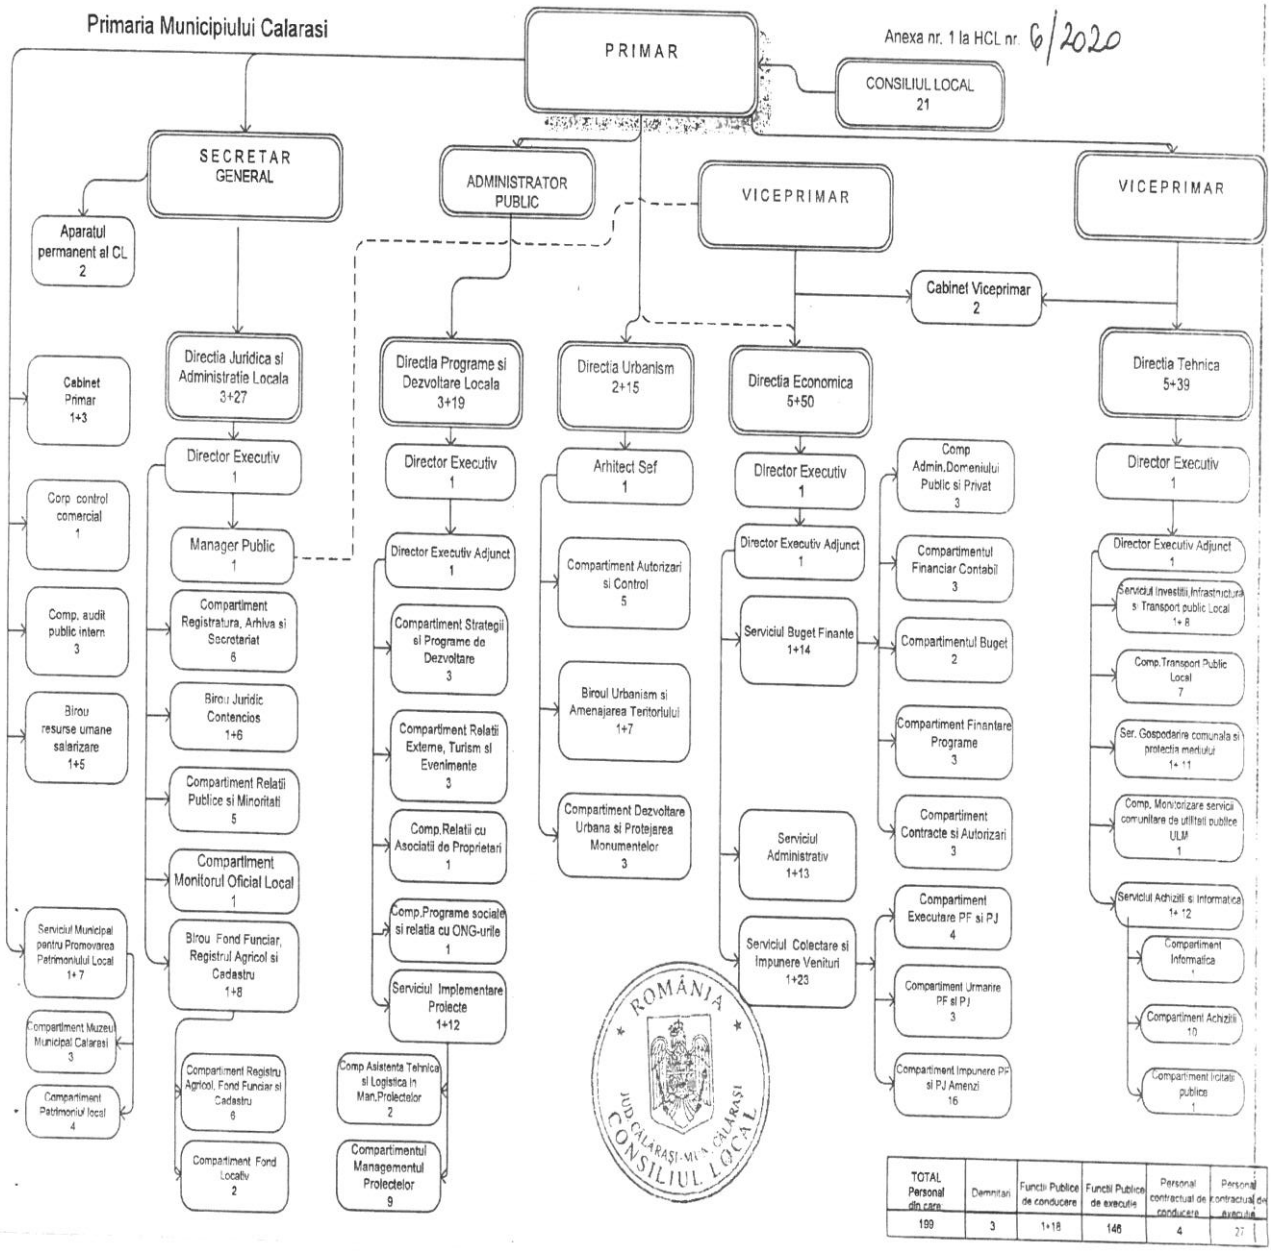 Primaria Municipiului Calarasi
PRIMAR
Anexa nr. 1 la HCL nr. 6/2020
CONSILIUL LOCAL
21
SECRETAR
GENERAL
ADMINISTRATOR
PUBLIC
VICEPRIMAR
VICEPRIMAR
Aparatul
permanent al CL
2
Cabinet Viceprimar
2
Cabinet
Primar
1+3
Corp control
comercial
1
Comp. audit
public intern
3
Birou
resurse umane
salarizare
1+5
Serviciul Municipal
pentru Promovarea
Patrimoniului Local
1+ 7
Compartiment Muzeu
Municipal Calarasi
3
Compartiment
Patrimoniu local
4
Directia Juridica si
Administratie Locala
3+27
Director Executiv
1
Manager Public
1
Compartiment
Registratura, Arhiva si
Secretariat
6
Birou Juridic
Contencios
1+6
Compartiment Relatii
Publice si Minoritati
5
Compartiment
Monitorul Oficial Local
1
Birou Fond Funciar,
Registrul Agricol si
Cadastru
1+8
Compartiment Registru
Agricol, Fond Funciar si
Cadastru
6
Compartiment Fond
Locativ
2
Directia Programe si
Dezvoltare Locala
3+19
Director Executiv
1
Director Executiv Adjunct
1
Compartiment Strategii
si Programe de
Dezvoltare
3
Compartiment Relatii
Externe, Turism si
Evenimente
3
Comp.Relatii cu
Asociatii de Proprietari
1
Comp.Programe sociale
si relatia cu ONG-urile
1
Serviciul Implementare
Proiecte
1+12
Comp Asistenta Tehnica
si Logistica in
Man.Proiectelor
2
Compartimentul
Managementul
Proiectelor
9
Directia Urbanism
2+15
Arhitect Sef
1
Compartiment Autorizari
si Control
5
Biroul Urbanism si
Amenajarea Teritoriului
1+7
Compartiment Dezvoltare
Urbana si Protejarea
Monumentelor
3
Directia Economica
5+50
Director Executiv
1
Director Executiv Adjunct
1
Serviciul Buget Finante
1+14
Serviciul
Administrativ
1+13
Serviciul Colectare si
Impunere Venituri
1+23
Comp
Admin.Domeniului
Public si Privat
3
Compartimentul
Financiar Contabil
3
Compartimentul Buget
2
Compartiment Finantare
Programe
3
Compartiment
Contracte si Autorizari
3
Compartiment
Executare PF si PJ
4
Compartiment Urmarire
PF si PJ
3
Compartiment Impunere PF
si PJ Amenzi
16
Directia Tehnica
5+39
Director Executiv
1
Director Executiv Adjunct
1
Serviciul Investitii,Infrastructura
si Transport public Local
1+ 8
Comp.Transport Public
Local
7
Ser. Gospodarire comunala si
protectia mediului
1+ 11
Comp. Monitorizare servicii
comunitare de utilitati publice
ULM
1
Serviciul Achizitii si Informatica
1+ 12
Compartiment
Informatica
1
Compartiment Achizitii
10
Compartiment licitatii
publice
1
ROMÂNIA
JUD. CĂLĂRAȘI-MUN. CĂLĂRAȘI
CONSILIUL LOCAL
TOTAL Personal din care: | Demnitari | Functii Publice de conducere | Functii Publice de executie | Personal contractual de conducere | Personal contractual de executie
199 | 3 | 1+18 | 146 | 4 | 27